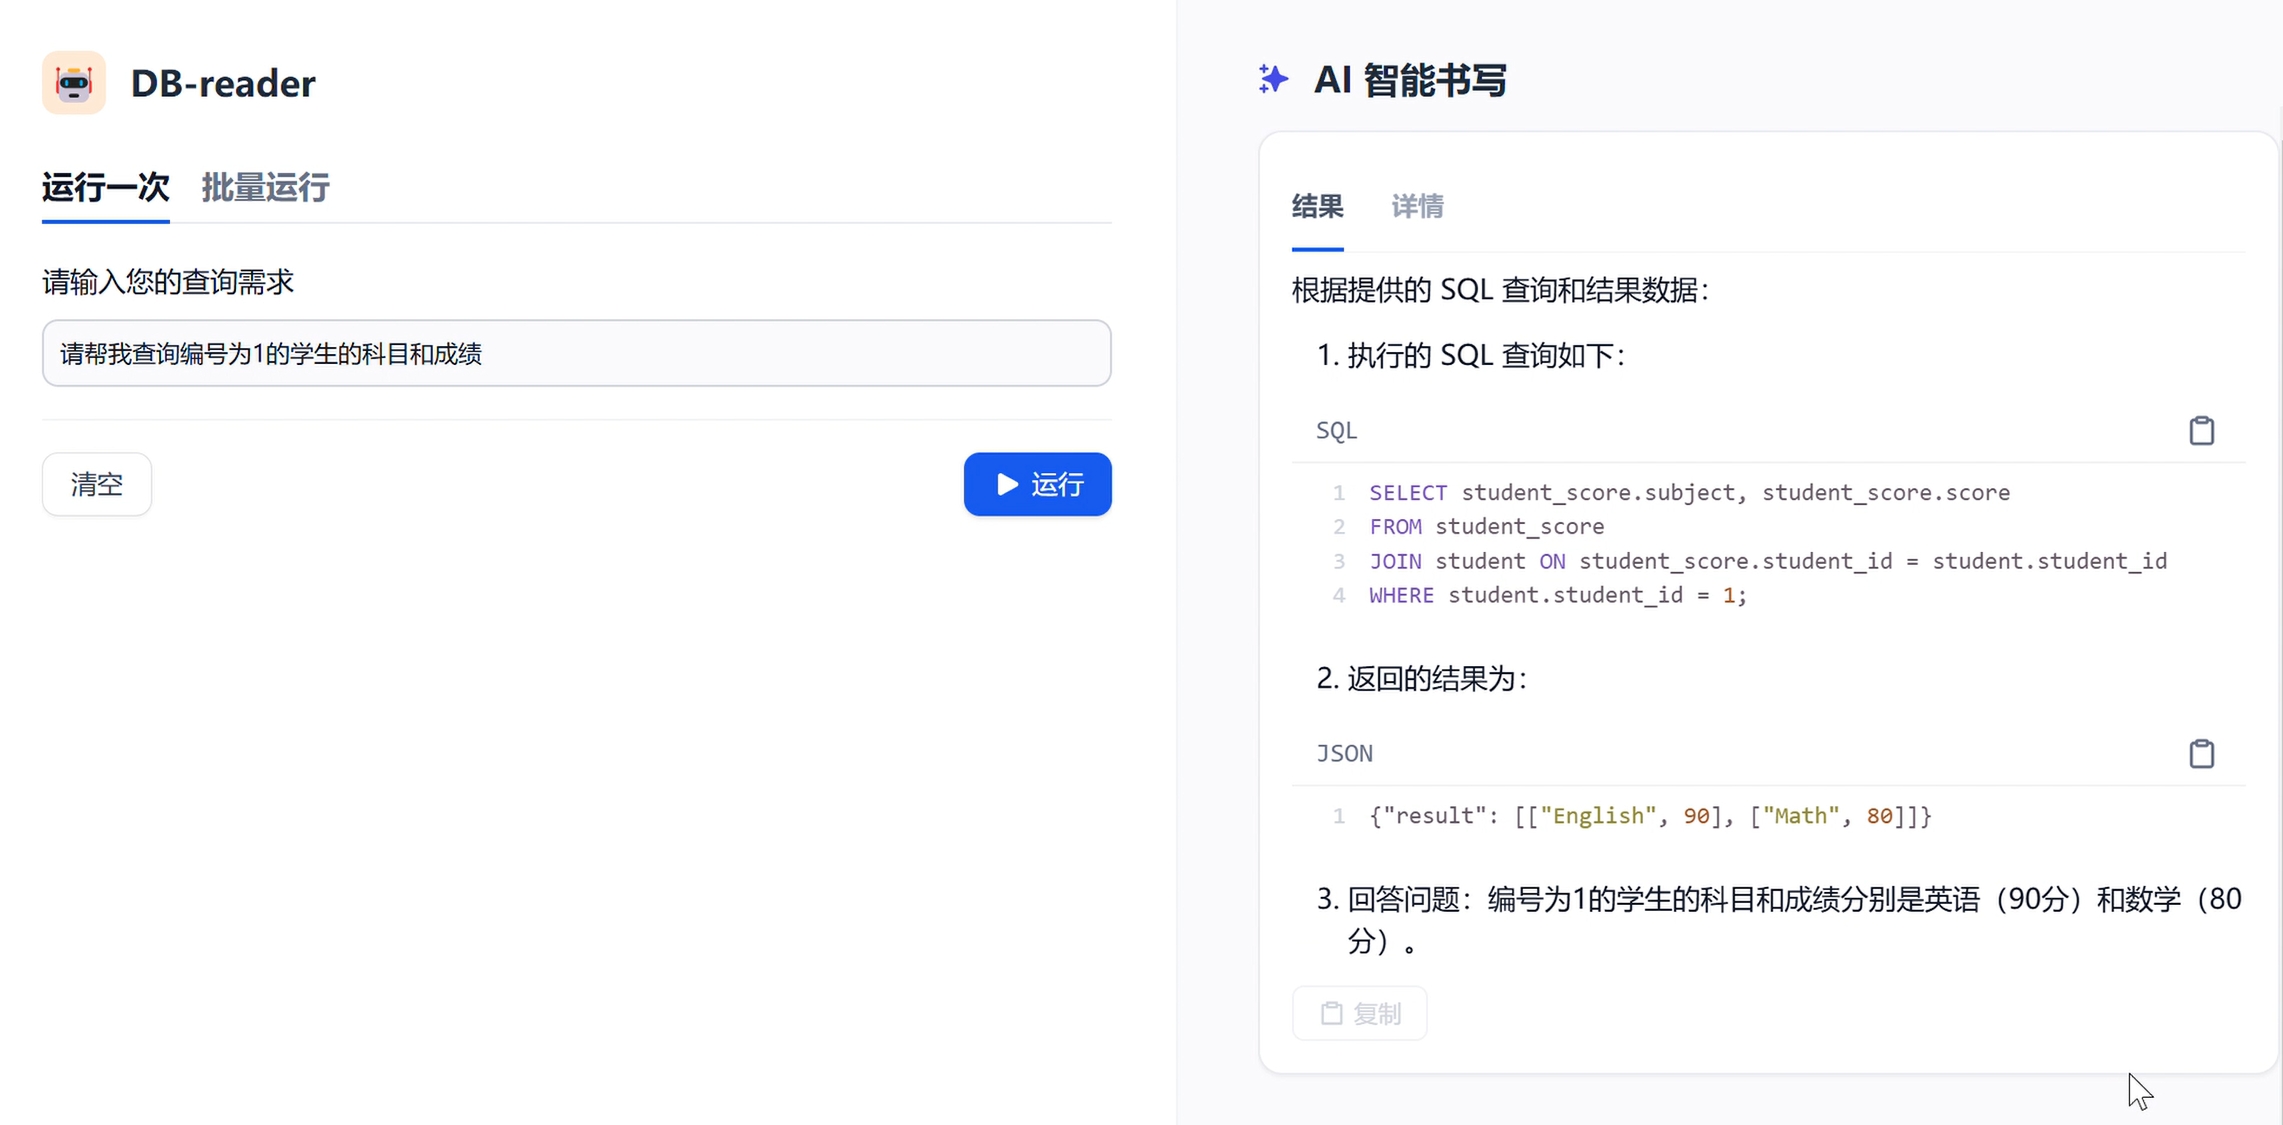 DB-reader
运行一次 批量运行
请输入您的查询需求
请帮我查询编号为1的学生的科目和成绩
清空 运行
AI 智能书写
结果 详情
根据提供的 SQL 查询和结果数据：
1. 执行的 SQL 查询如下：
SQL
1 SELECT student_score.subject, student_score.score
2 FROM student_score
3 JOIN student ON student_score.student_id = student.student_id
4 WHERE student.student_id = 1;
2. 返回的结果为：
JSON
1 {"result": [["English", 90], ["Math", 80]]}
3. 回答问题：编号为1的学生的科目和成绩分别是英语（90分）和数学（80
分）。
复制